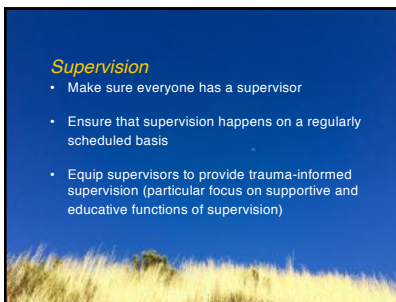 Supervision
• Make sure everyone has a supervisor
• Ensure that supervision happens on a regularly
scheduled basis
• Equip supervisors to provide trauma-informed
supervision (particular focus on supportive and
educative functions of supervision)